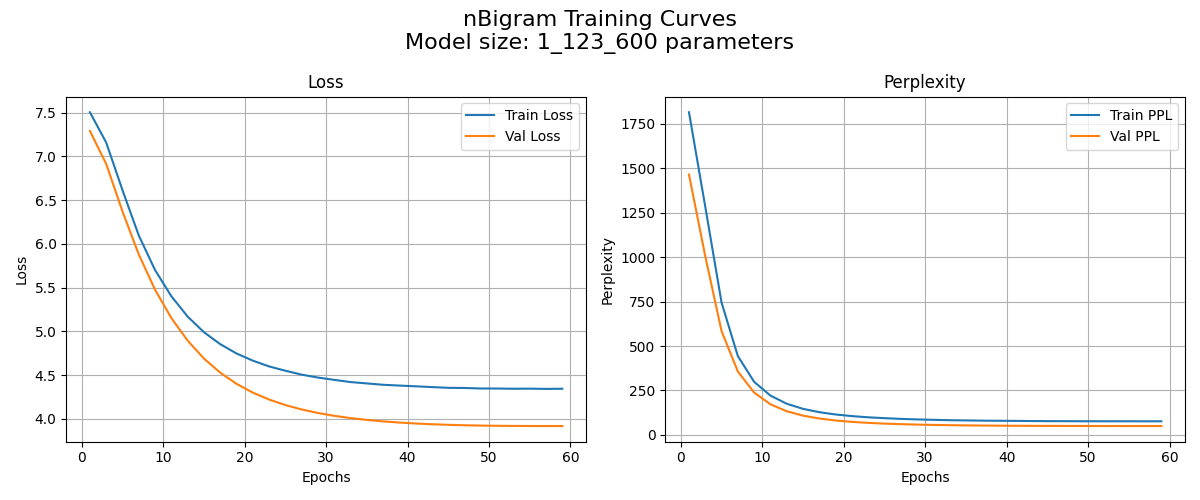 nBigram Training Curves
Model size: 1_123_600 parameters
Loss
Train Loss
Val Loss
7.5
7.0
6.5
6.0
5.5
5.0
4.5
4.0
Loss
0 10 20 30 40 50 60
Epochs
Perplexity
Train PPL
Val PPL
1750
1500
1250
1000
750
500
250
0
Perplexity
0 10 20 30 40 50 60
Epochs